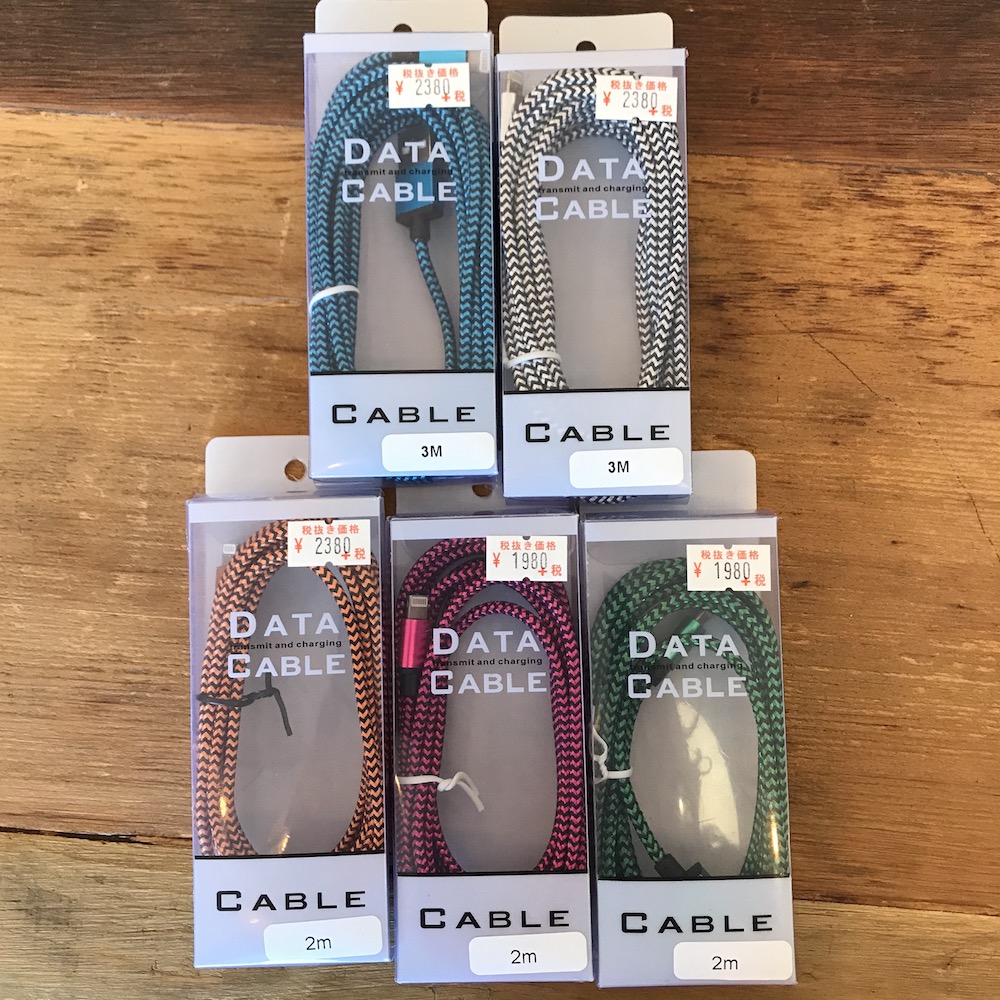 税抜き価格
¥ 2380 +税
DATA
transmit and charging
CABLE
CABLE
3M
税抜き価格
¥ 2380 +税
DATA
transmit and charging
CABLE
CABLE
3M
税抜き価格
¥ 2380 +税
DATA
transmit and charging
CABLE
CABLE
2m
税抜き価格
¥ 1980 +税
DATA
transmit and charging
CABLE
CABLE
2m
税抜き価格
¥ 1980 +税
DATA
transmit and charging
CABLE
CABLE
2m